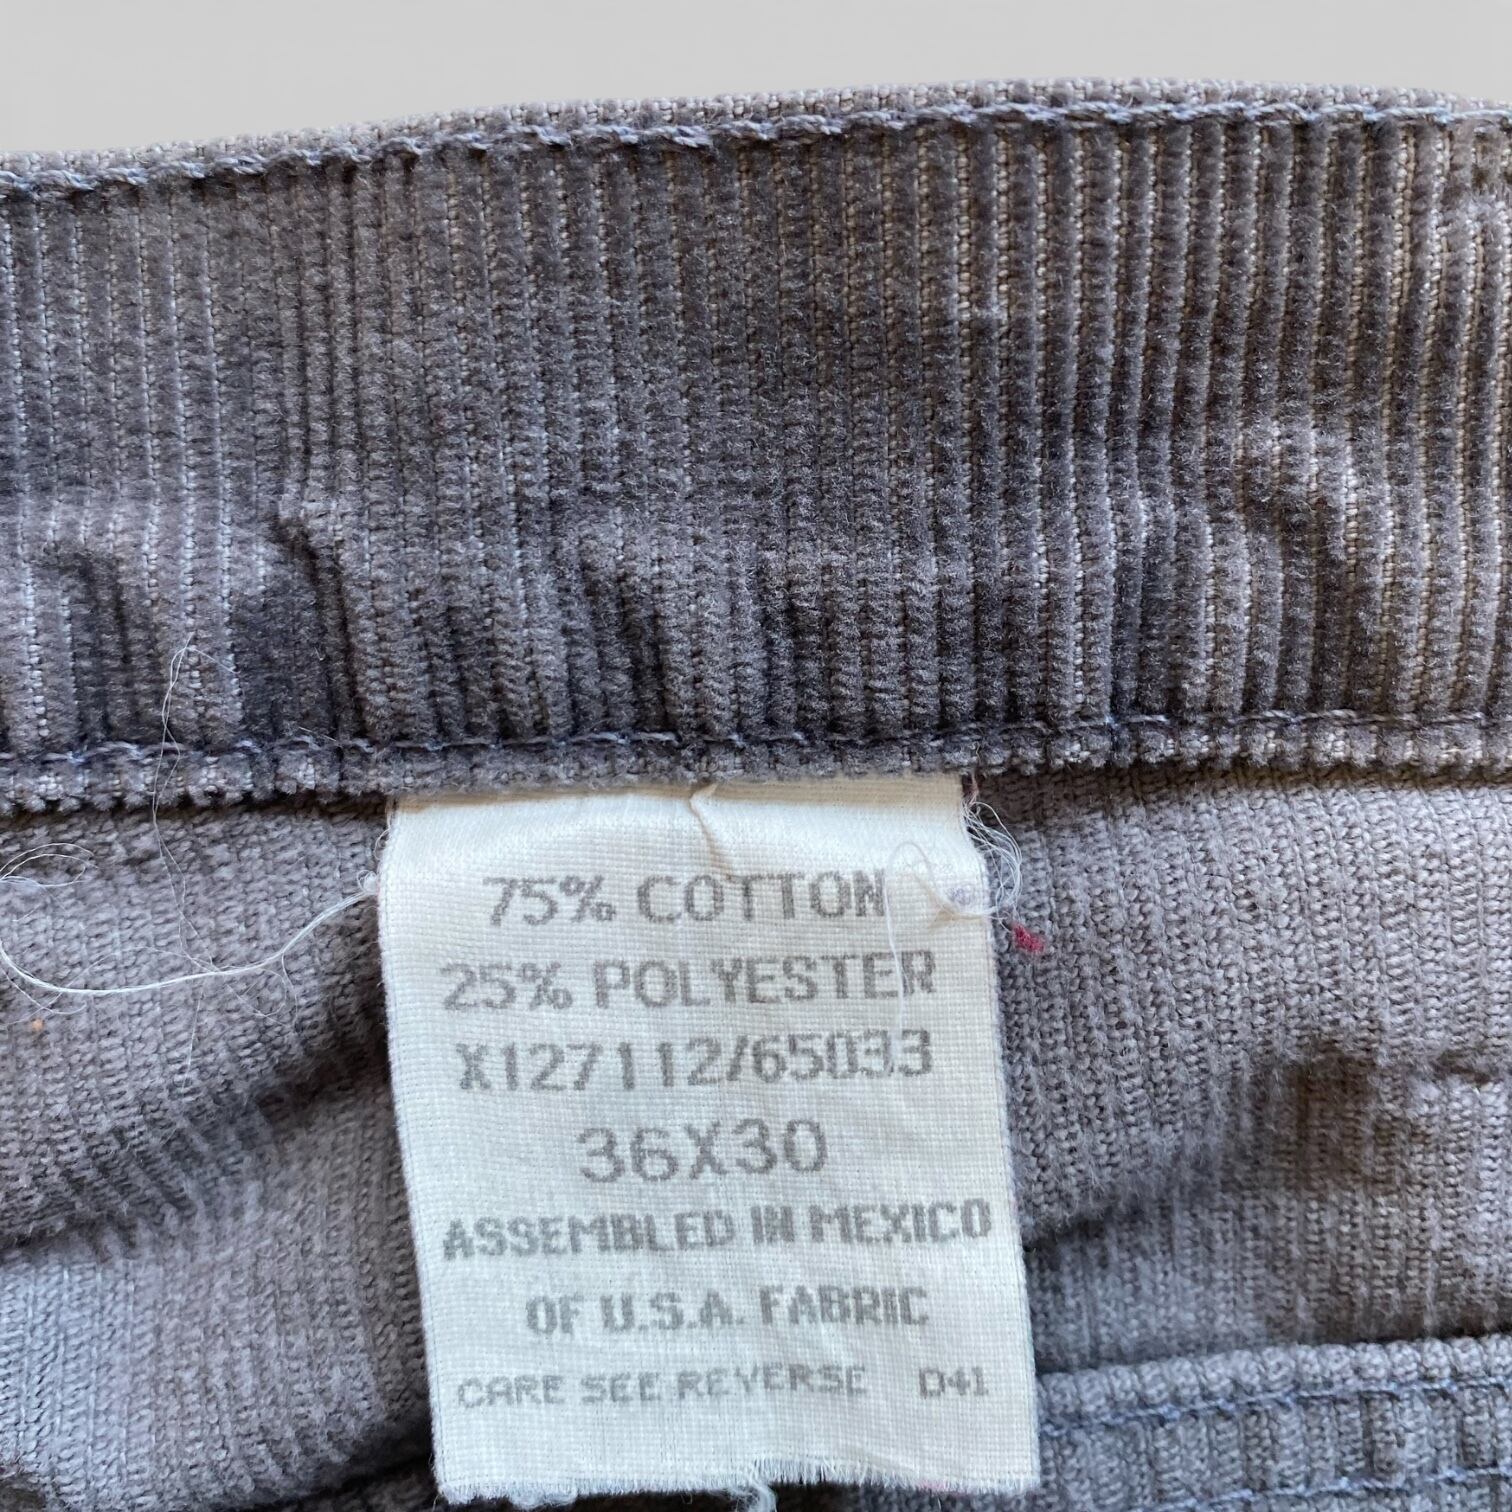 75% COTTON
25% POLYESTER
X127112/65033
36X30
ASSEMBLED IN MEXICO
OF U.S.A. FABRIC
CARE SEE REVERSE D41